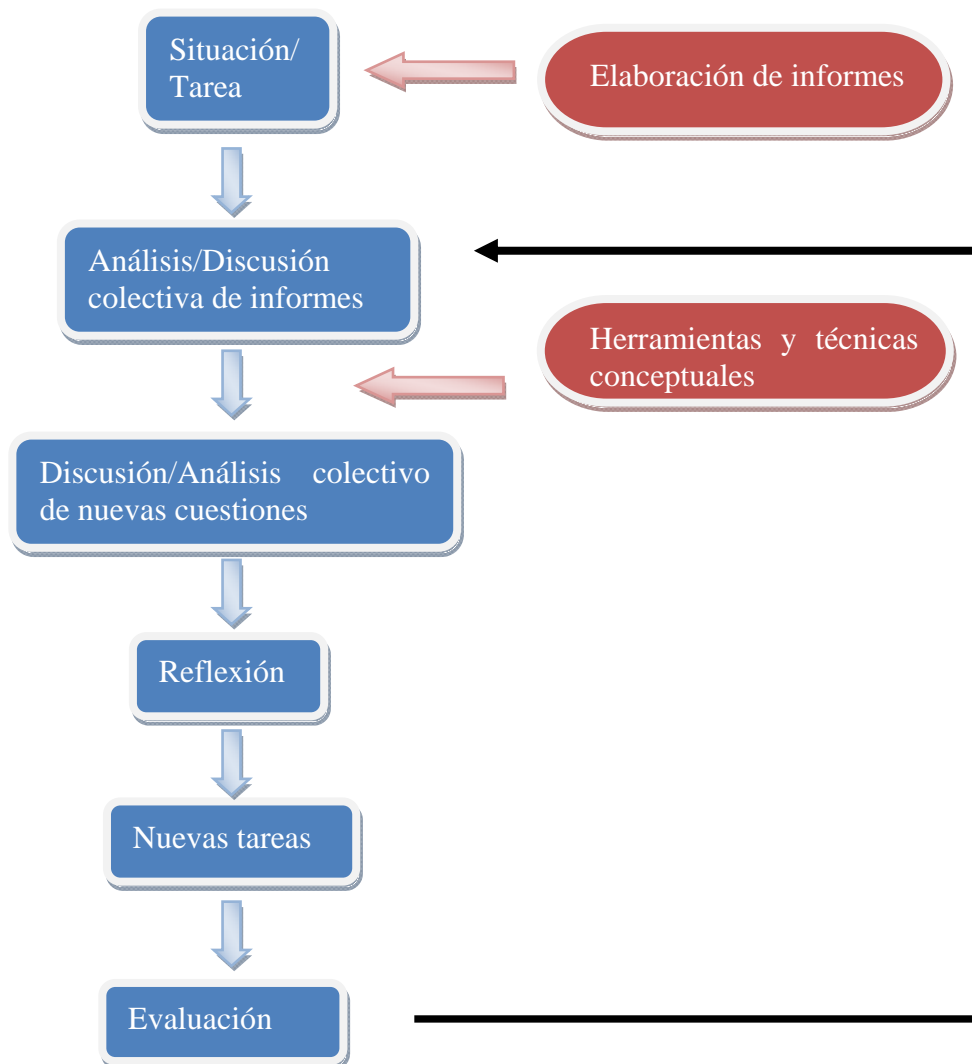 Situación/
Tarea
Elaboración de informes
Análisis/Discusión
colectiva de informes
Herramientas y técnicas
conceptuales
Discusión/Análisis colectivo
de nuevas cuestiones
Reflexión
Nuevas tareas
Evaluación